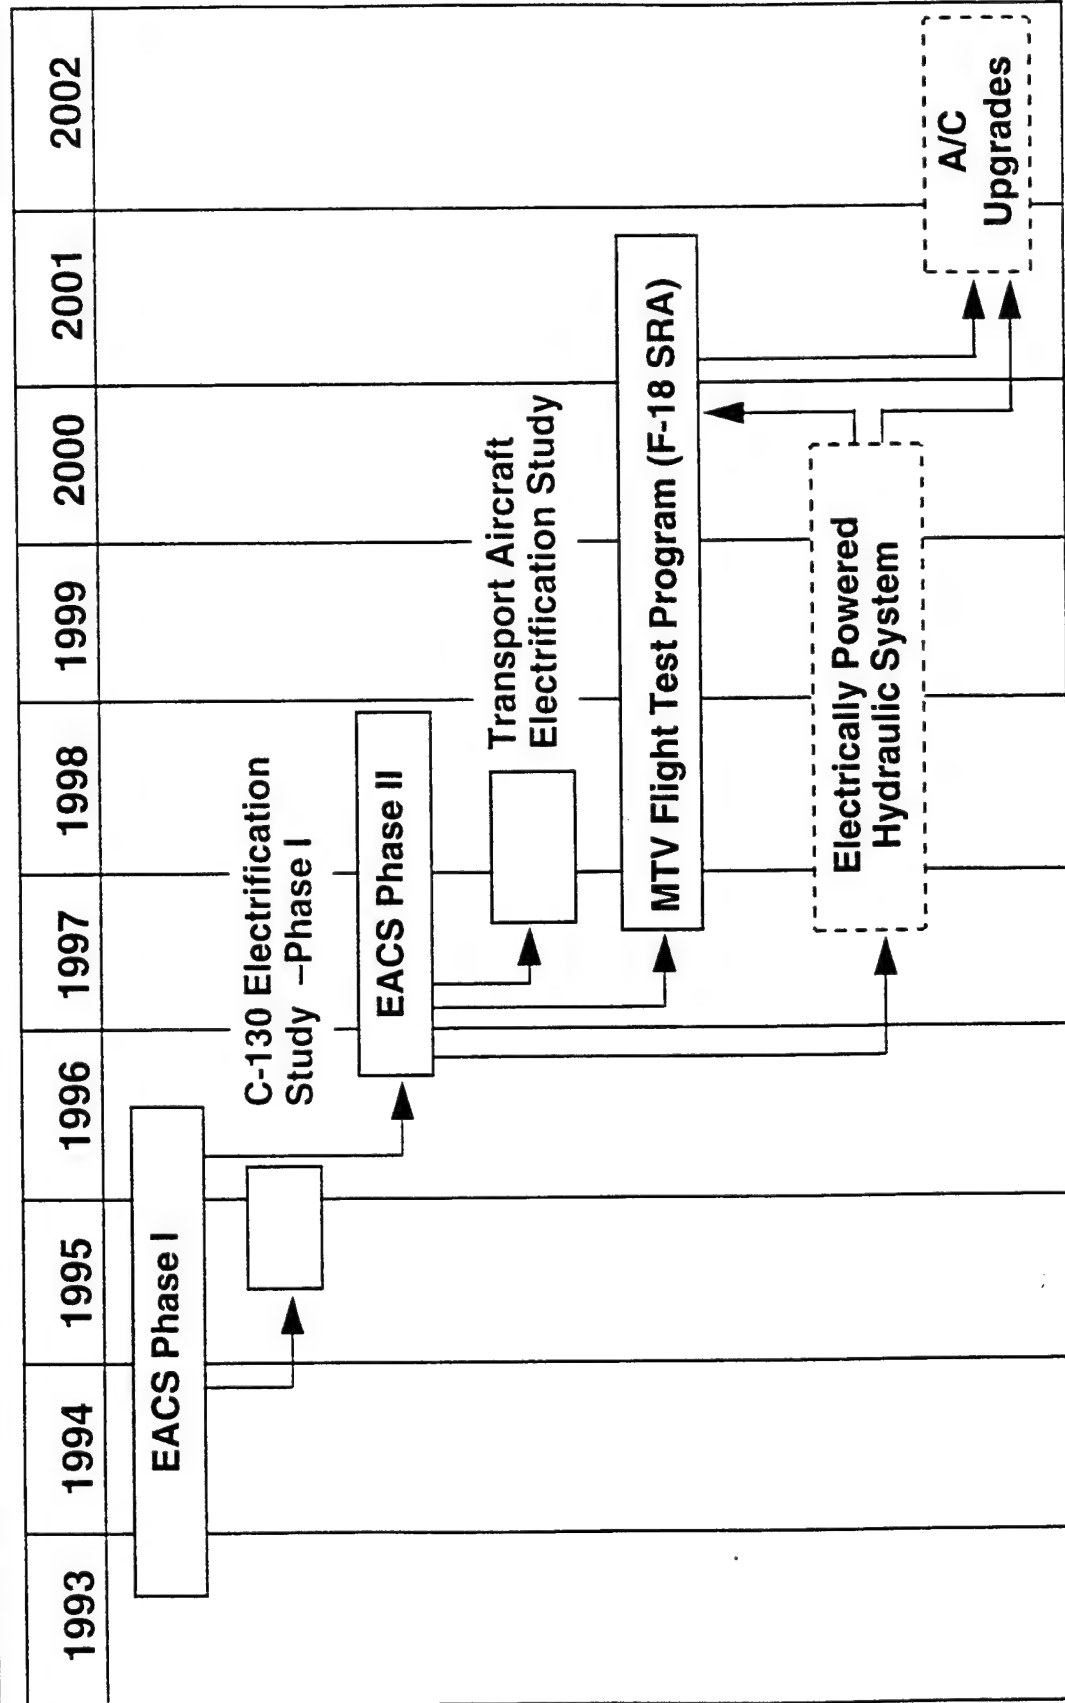 1993 1994 1995 1996 1997 1998 1999 2000 2001 2002
EACS Phase I
C-130 Electrification
Study –Phase I
EACS Phase II
Transport Aircraft
Electrification Study
MTV Flight Test Program (F-18 SRA)
Electrically Powered
Hydraulic System
A/C
Upgrades